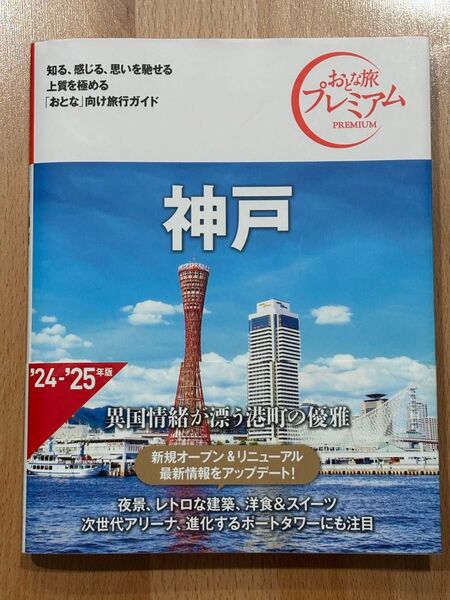 知る、感じる、思いを馳せる
上質を極める
「おとな」向け旅行ガイド
おとな旅
プレミアム
PREMIUM
神戸
'24-'25年版
異国情緒が漂う港町の優雅
新規オープン&リニューアル
最新情報をアップデート!
夜景、レトロな建築、洋食&スイーツ
次世代アリーナ、進化するポートタワーにも注目